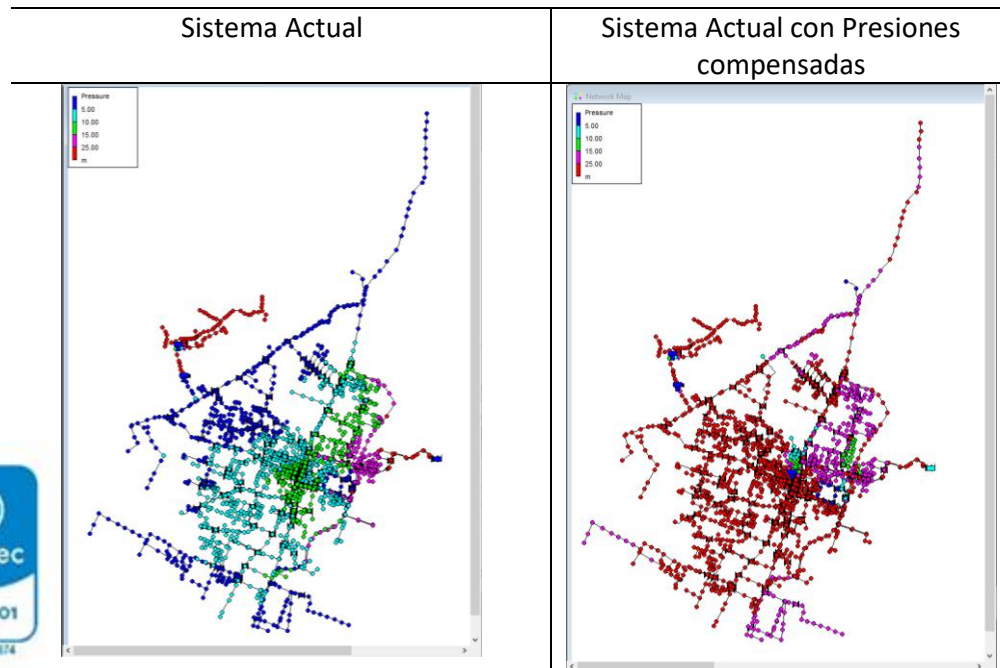 Sistema Actual
Sistema Actual con Presiones
compensadas
Pressure
5.00
10.00
15.00
25.00
m
Network Map
Pressure
5.00
10.00
15.00
25.00
m
ec
01
874